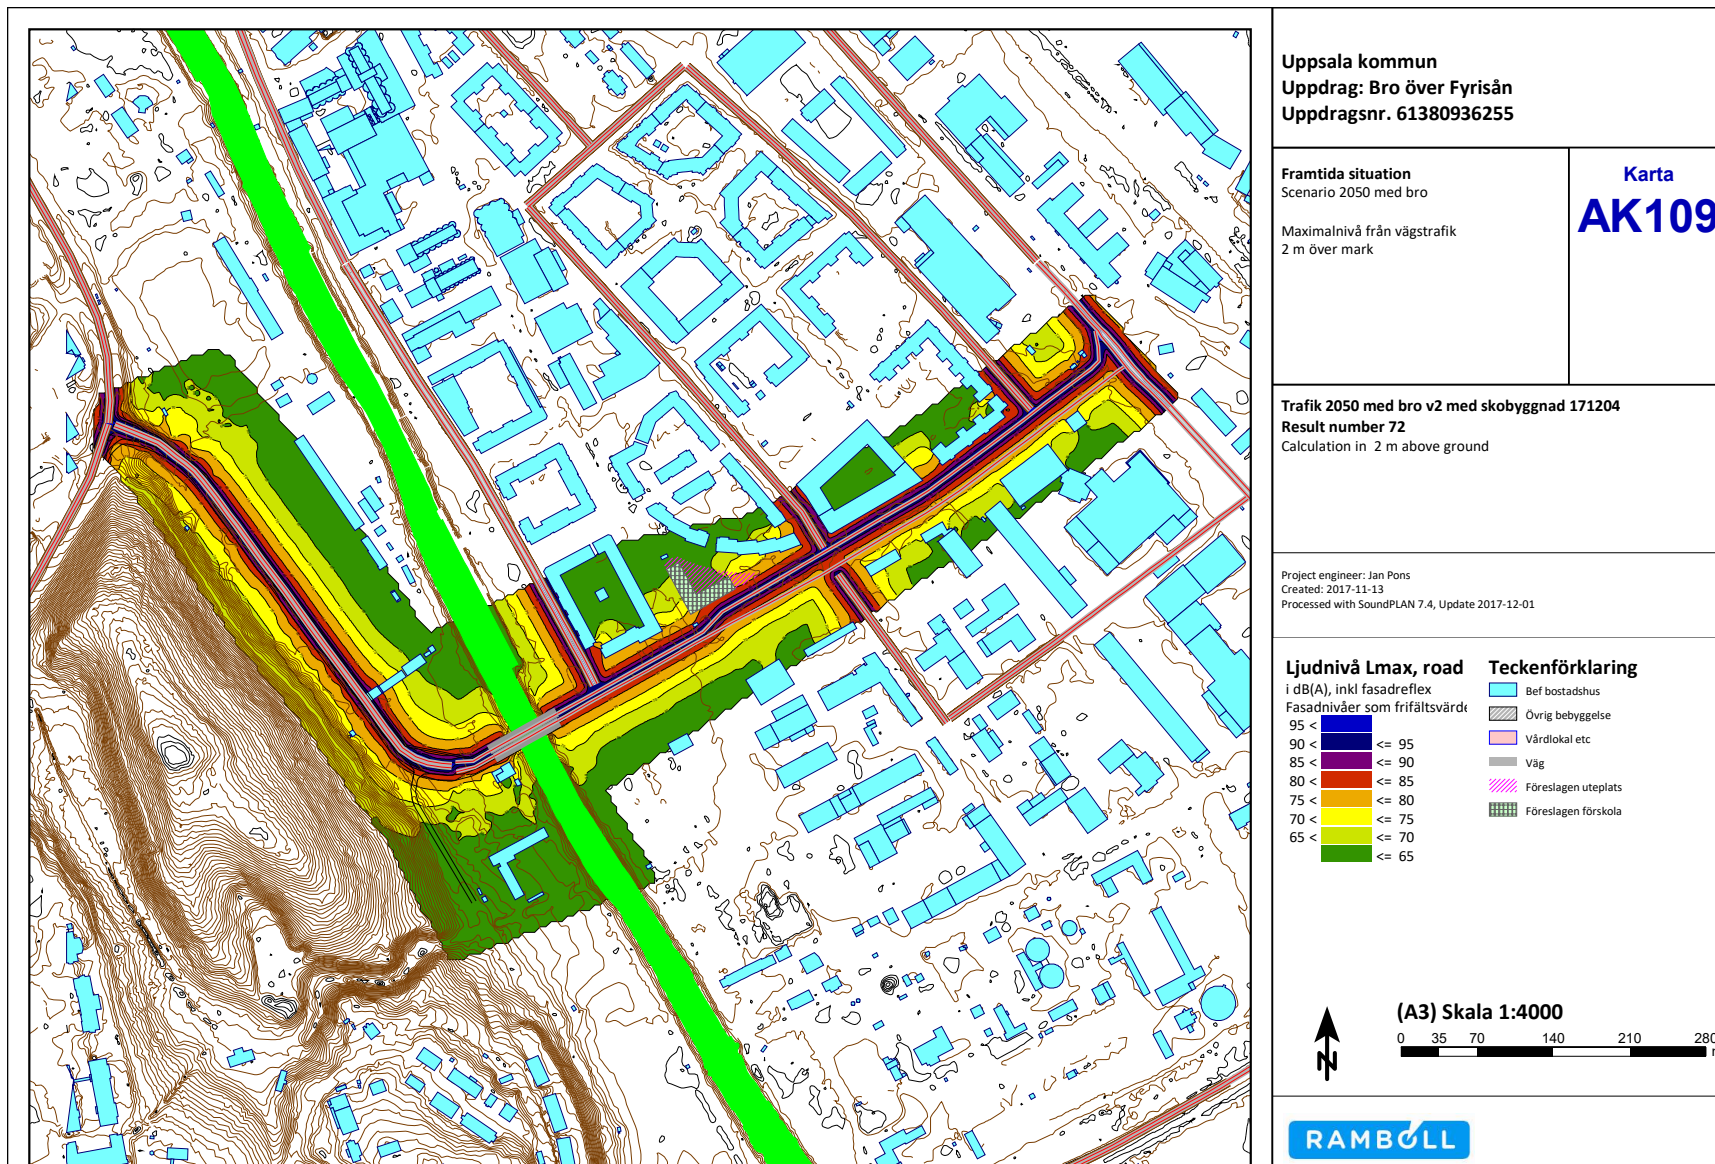 Uppsala kommun
Uppdrag: Bro över Fyrisån
Uppdragsnr. 61380936255
Framtida situation
Scenario 2050 med bro
Maximalnivå från vägstrafik
2 m över mark
Karta
AK109
Trafik 2050 med bro v2 med skobyggnad 171204
Result number 72
Calculation in 2 m above ground
Project engineer: Jan Pons
Created: 2017-11-13
Processed with SoundPLAN 7.4, Update 2017-12-01
Ljudnivå Lmax, road
i dB(A), inkl fasadreflex
Fasadnivåer som frifältsvärde
95 <
90 < <= 95
85 < <= 90
80 < <= 85
75 < <= 80
70 < <= 75
65 < <= 70
<= 65
Teckenförklaring
Bef bostadshus
Övrig bebyggelse
Vårdlokal etc
Väg
Föreslagen uteplats
Föreslagen förskola
N
(A3) Skala 1:4000
0 35 70 140 210 280
RAMBOLL